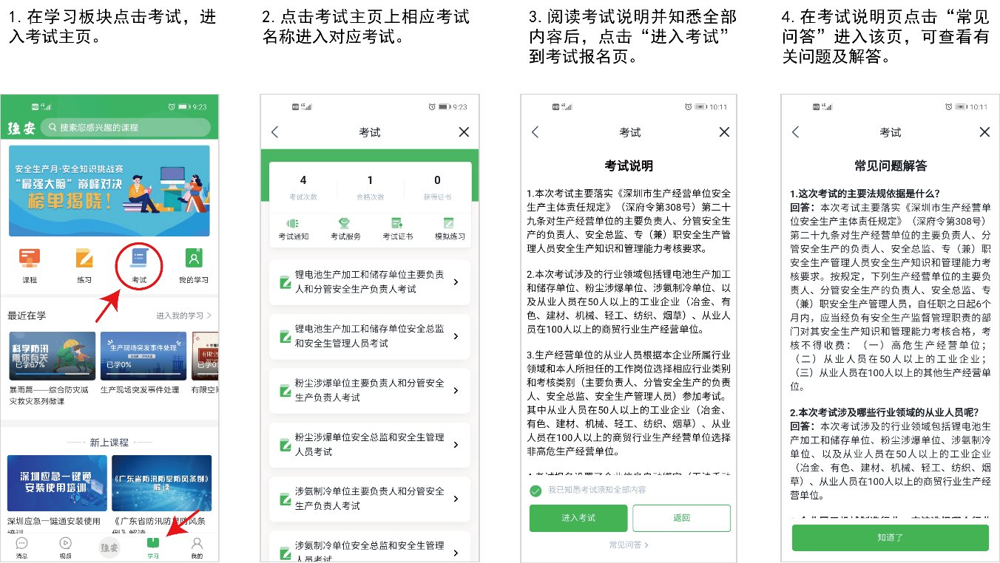 1. 在学习板块点击考试，进
入考试主页。
2. 点击考试主页上相应考试
名称进入对应考试。
3. 阅读考试说明并知悉全部
内容后，点击“进入考试”
到考试报名页。
4. 在考试说明页点击“常见
问答”进入该页，可查看有
关问题及解答。
9:23
强安
搜索您感兴趣的课程
安全生产月·安全知识挑战赛
“最强大脑”巅峰对决
榜单揭晓！
课程
练习
考试
我的学习
最近在学
进入我的学习 >
科学防汛
雨你有关
已学67%
生产现场突发事件处理
已学0%
有限空
已学0
暴雨篇——综合防灾减
灾救灾系列微课
生产现场突发事件处理
有限空间
新上课程
深圳应急一键通
安装使用培训
《广东省防汛防旱防风条例》
解读
深圳应急一键通安装使用
培训
《广东省防汛防旱防风条
例》解读
消息
视频
强安
学习
我的
HD
9:23
考试
4
1
0
考试次数
合格次数
获得证书
考试通知
考试服务
考试证书
模拟练习
锂电池生产加工和储存单位主要负责
人和分管安全生产负责人考试
锂电池生产加工和储存单位安全总监
和安全生管理人员考试
粉尘涉爆单位主要负责人和分管安全
生产负责人考试
粉尘涉爆单位安全总监和安全生管理
人员考试
涉氨制冷单位主要负责人和分管安全
生产负责人考试
涉氨制冷单位安全总监和安全生管理
人员考试
HD
10:11
考试
考试说明
1.本次考试主要落实《深圳市生产经营单位安全
生产主体责任规定》（深府令第308号）第二十
九条对生产经营单位的主要负责人、分管安全生
产的负责人、安全总监、专（兼）职安全生产管
理人员安全生产知识和管理能力考核要求。
2.本次考试涉及的行业领域包括锂电池生产加工
和储存单位、粉尘涉爆单位、涉氨制冷单位、以
及从业人员在50人以上的工业企业（冶金、有
色、建材、机械、轻工、纺织、烟草）、从业人
员在100人以上的商贸行业生产经营单位。
3.生产经营单位的从业人员根据本企业所属行业
领域和本人所担任的工作岗位选择相应行业类别
和考核类别（主要负责人、分管安全生产的负责
人、安全总监、安全生产管理人员）参加考试。
其中从业人员在50人以上的工业企业（冶金、
有色、建材、机械、轻工、纺织、烟草）、从业
人员在100人以上的商贸行业生产经营单位选择
非高危生产经营单位。
我已知悉考试须知全部内容
进入考试
返回
常见问答 >
HD
10:11
考试
常见问题解答
1.这次考试的主要法规依据是什么？
回答：本次考试主要落实《深圳市生产经营单
位安全生产主体责任规定》（深府令第308号）
第二十九条对生产经营单位的主要负责人、分
管安全生产的负责人、安全总监、专（兼）职
安全生产管理人员安全生产知识和管理能力考
核要求。按规定，下列生产经营单位的主要负
责人、分管安全生产的负责人、安全总监、专
（兼）职安全生产管理人员，自任职之日起6个
月内，应当经负有安全生产监督管理职责的部
门对其安全生产知识和管理能力考核合格，考
核不得收费：（一）高危生产经营单位；
（二）从业人员在50人以上的工业企业；
（三）从业人员在100人以上的其他生产经营单
位。
2.本次考试涉及哪些行业领域的从业人员呢？
回答：本次考试涉及的行业领域包括锂电池生
产加工和储存单位、粉尘涉爆单位、涉氨制冷
单位、以及从业人员在50人以上的工业企业
（冶金、有色、建材、机械、轻工、纺织、烟
草）、从业人员在100人以上的商贸行业生产经
营单位。
知道了